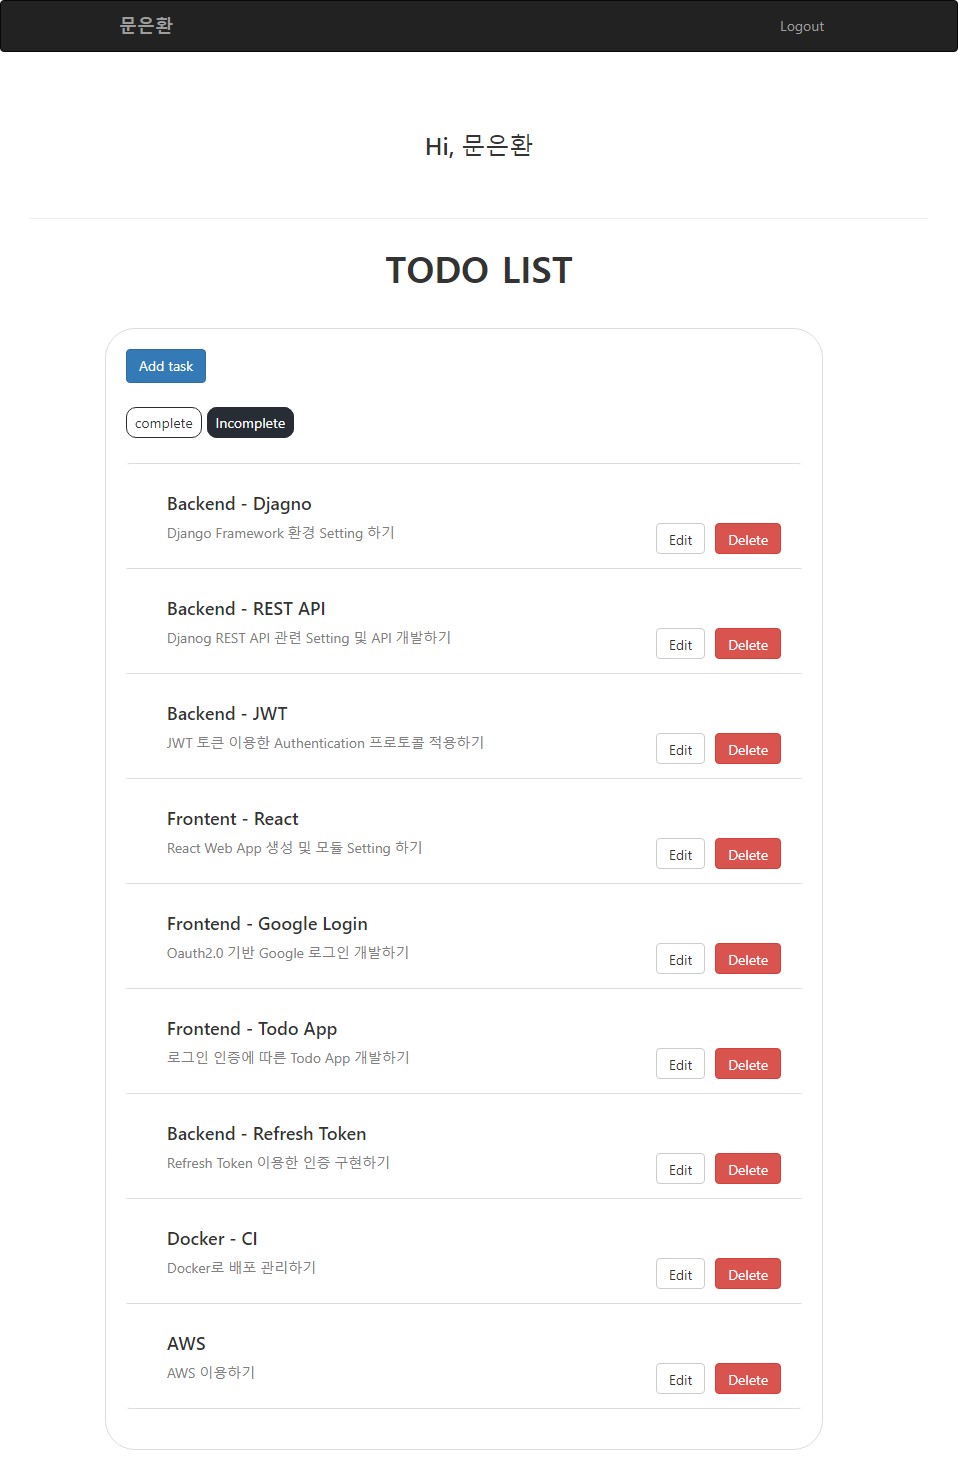 문은환 Logout
Hi, 문은환
TODO LIST
Add task
complete Incomplete
Backend - Djagno
Django Framework 환경 Setting 하기
Edit Delete
Backend - REST API
Djanog REST API 관련 Setting 및 API 개발하기
Edit Delete
Backend - JWT
JWT 토큰 이용한 Authentication 프로토콜 적용하기
Edit Delete
Frontent - React
React Web App 생성 및 모듈 Setting 하기
Edit Delete
Frontend - Google Login
Oauth2.0 기반 Google 로그인 개발하기
Edit Delete
Frontend - Todo App
로그인 인증에 따른 Todo App 개발하기
Edit Delete
Backend - Refresh Token
Refresh Token 이용한 인증 구현하기
Edit Delete
Docker - CI
Docker로 배포 관리하기
Edit Delete
AWS
AWS 이용하기
Edit Delete